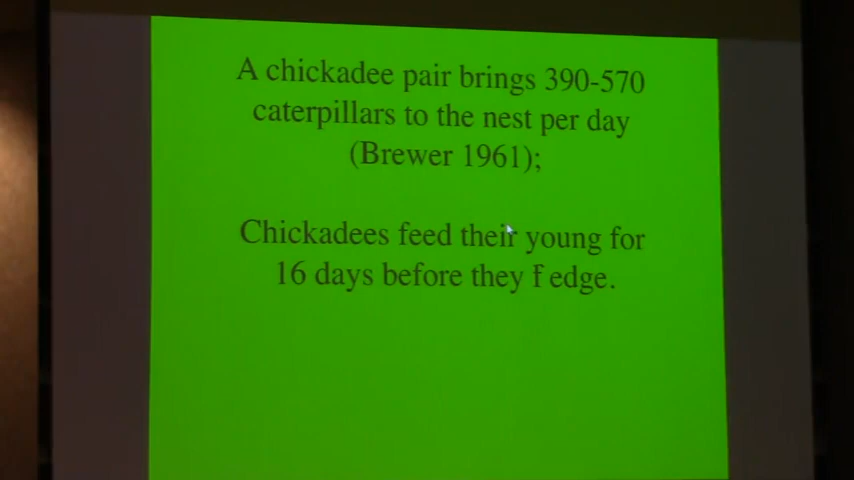 A chickadee pair brings 390-570
caterpillars to the nest per day
(Brewer 1961);
Chickadees feed their young for
16 days before they f edge.